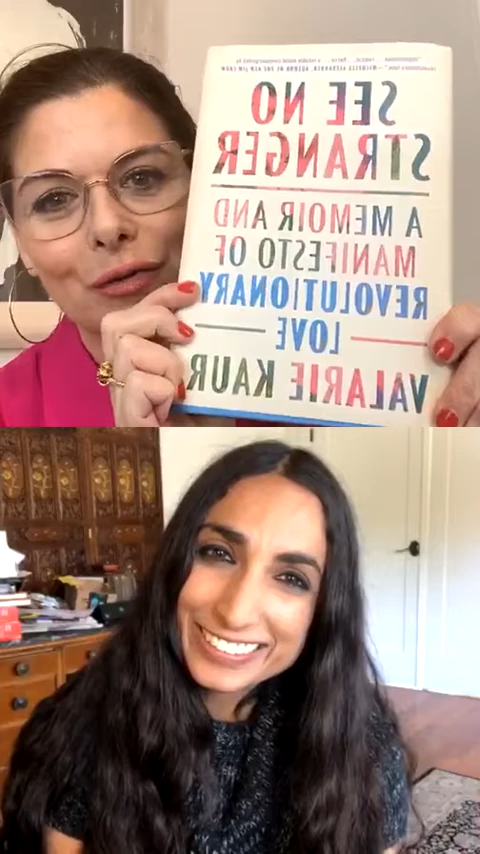 SEE NO
STRANGER
A MEMOIR AND
MANIFESTO OF
REVOLUTIONARY
LOVE
VALARIE KAUR